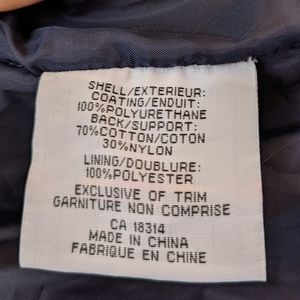 SHELL/EXTERIEUR:
COATING/ENDUIT:
100%POLYURETHANE
BACK/SUPPORT:
70%COTTON/COTON
30%NYLON
LINING/DOUBLURE:
100%POLYESTER
EXCLUSIVE OF TRIM
GARNITURE NON COMPRISE
CA 18314
MADE IN CHINA
FABRIQUE EN CHINE